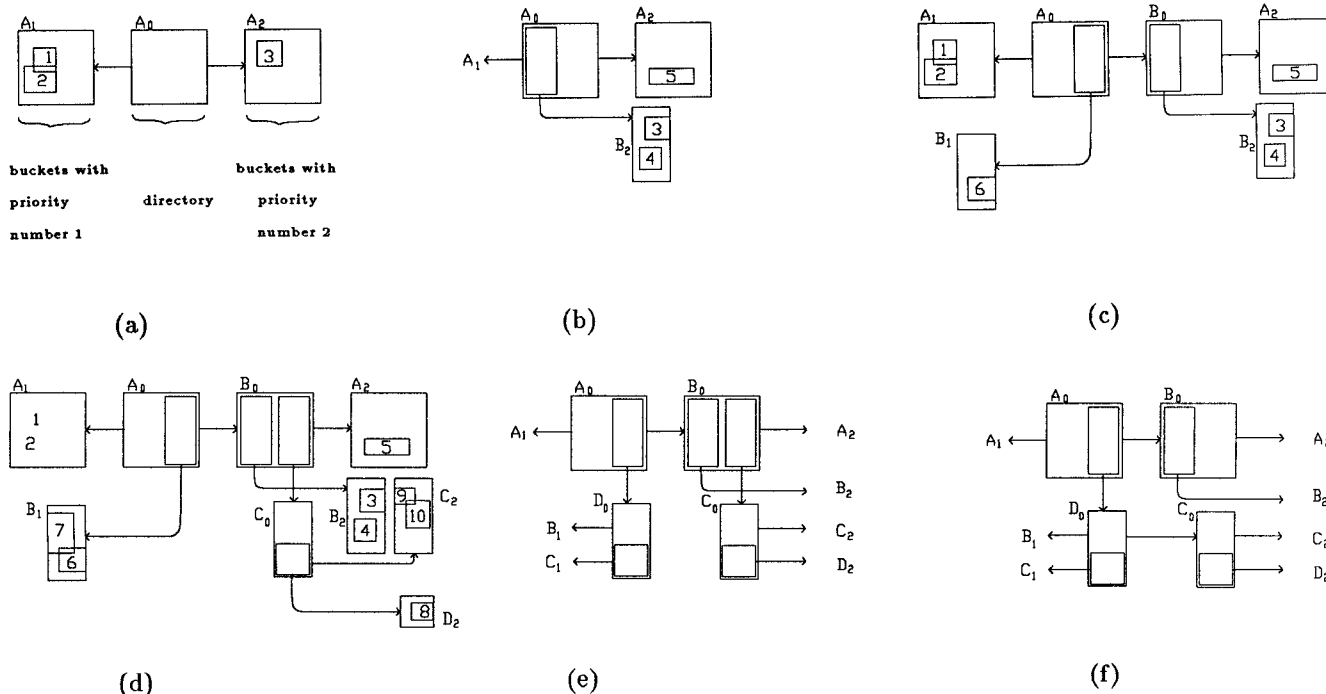 A₁ A₀ A₂
1 2 3
buckets with priority number 1
directory
buckets with priority number 2
(a)
A₀ A₂
A₁
5
B₂
3
4
(b)
A₁ A₀ B₀ A₂
1
2
5
B₁
6
B₂
3
4
(c)
A₁ A₀ B₀ A₂
1
2
5
B₁
7
6
C₀
B₂
3
4
9
10
C₂
8
D₂
(d)
A₀ B₀
A₁ A₂
B₂
D₀ C₀
B₁ C₂
C₁ D₂
(e)
A₀ B₀
A₁ A₂
B₂
D₀ C₀
B₁ C₂
C₁ D₂
(f)